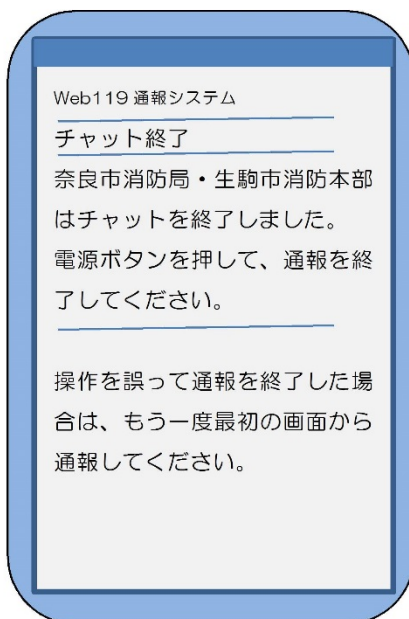 Web119 通報システム
チャット終了
奈良市消防局・生駒市消防本部
はチャットを終了しました。
電源ボタンを押して、通報を終
了してください。
操作を誤って通報を終了した場
合は、もう一度最初の画面から
通報してください。